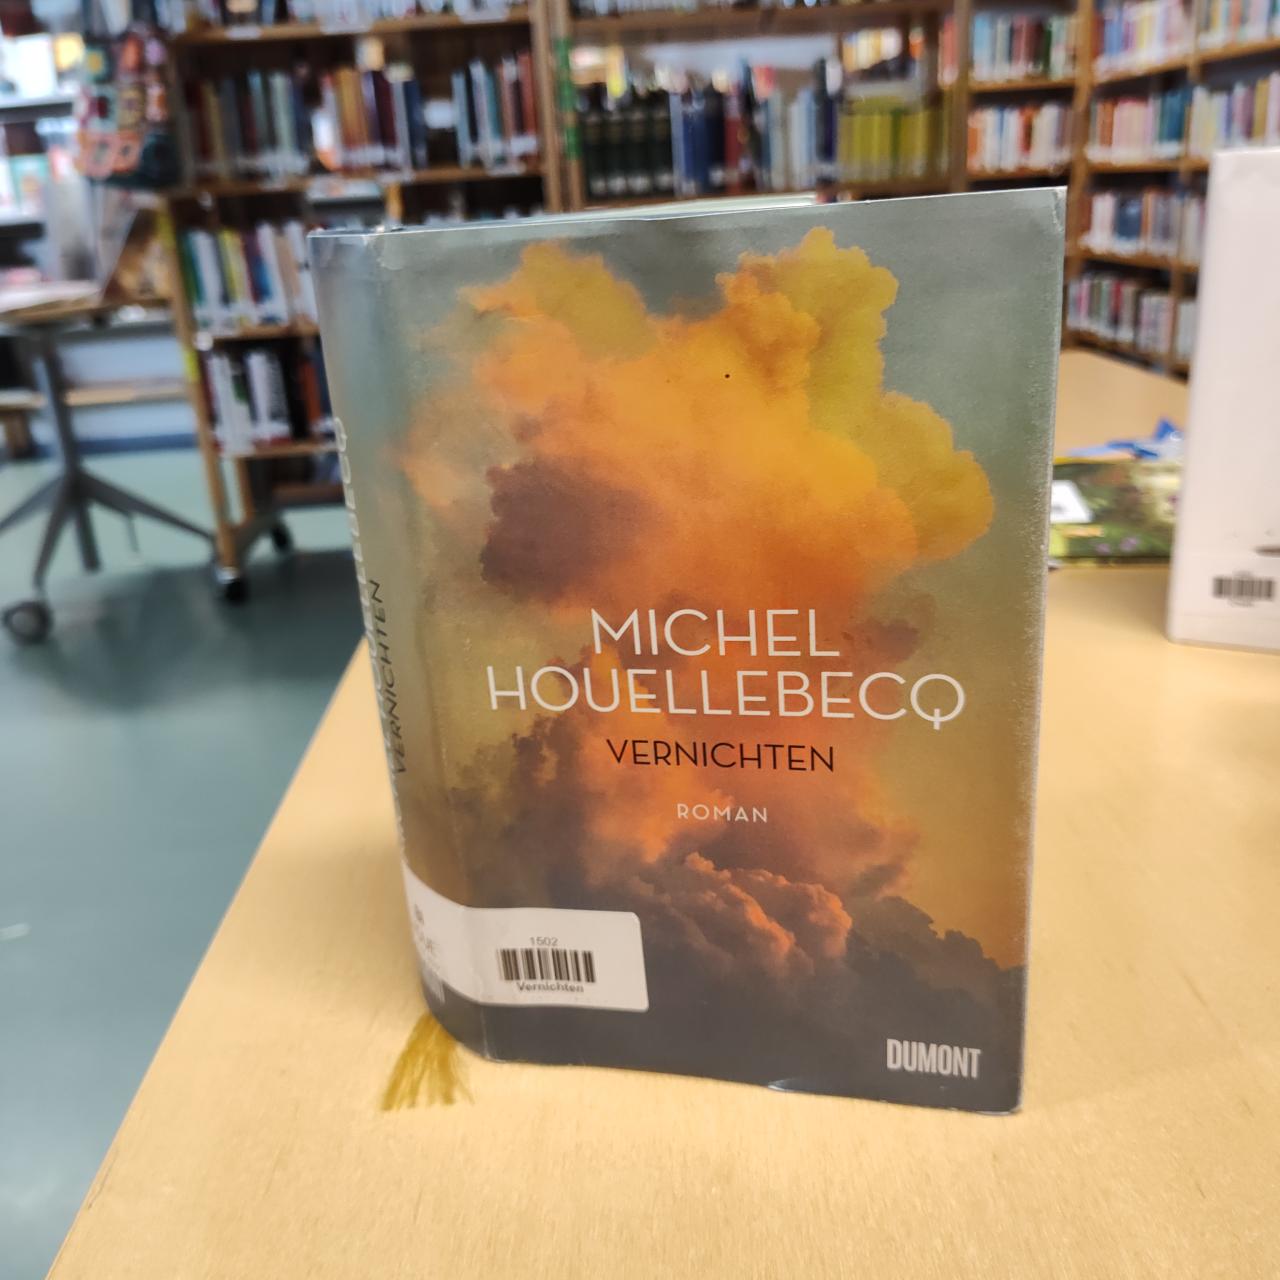 MICHEL
HOUELLEBECQ
VERNICHTEN
ROMAN
VERNICHTEN
1502
Vernichten
DUMONT